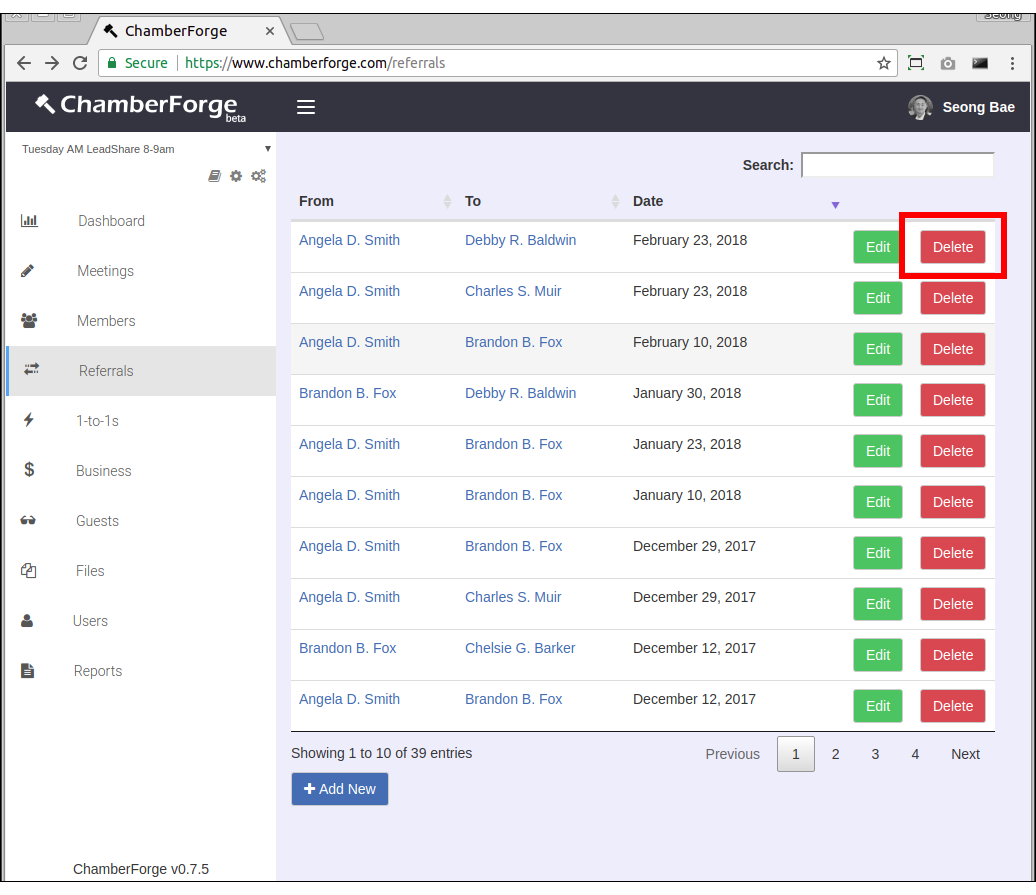 Seong
ChamberForge
Secure https://www.chamberforge.com/referrals
ChamberForge beta
Seong Bae
Tuesday AM LeadShare 8-9am
Search:
From To Date
Dashboard
Meetings
Members
Referrals
1-to-1s
Business
Guests
Files
Users
Reports
Angela D. Smith Debby R. Baldwin February 23, 2018 Edit Delete
Angela D. Smith Charles S. Muir February 23, 2018 Edit Delete
Angela D. Smith Brandon B. Fox February 10, 2018 Edit Delete
Brandon B. Fox Debby R. Baldwin January 30, 2018 Edit Delete
Angela D. Smith Brandon B. Fox January 23, 2018 Edit Delete
Angela D. Smith Brandon B. Fox January 10, 2018 Edit Delete
Angela D. Smith Brandon B. Fox December 29, 2017 Edit Delete
Angela D. Smith Charles S. Muir December 29, 2017 Edit Delete
Brandon B. Fox Chelsie G. Barker December 12, 2017 Edit Delete
Angela D. Smith Brandon B. Fox December 12, 2017 Edit Delete
Showing 1 to 10 of 39 entries
Previous 1 2 3 4 Next
Add New
ChamberForge v0.7.5